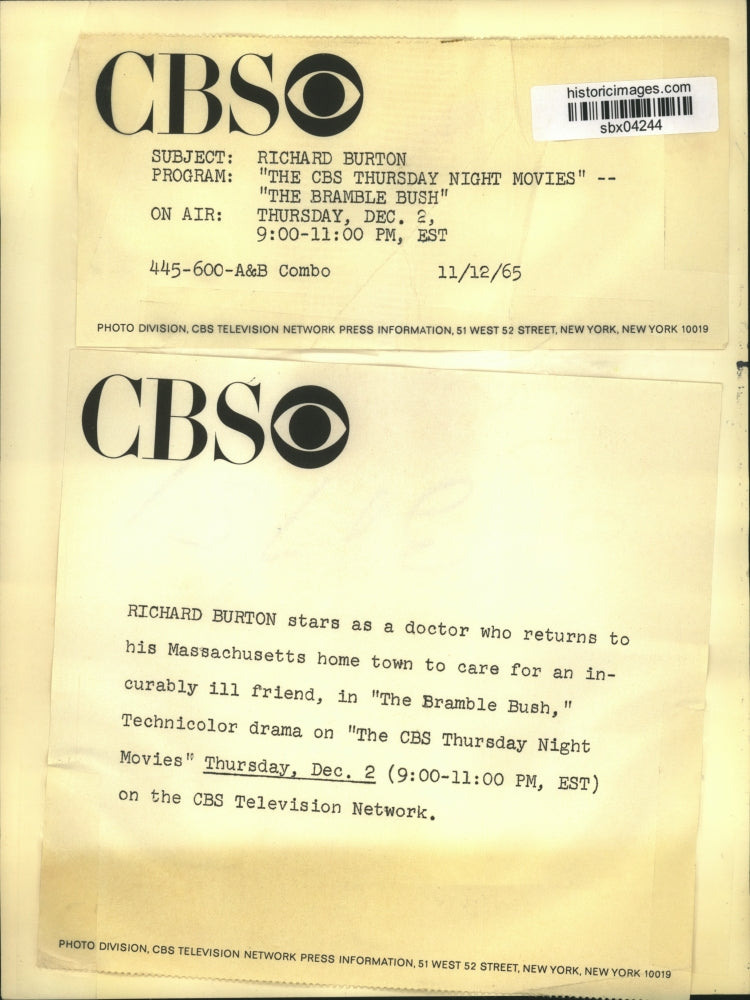 CBS
historicimages.com
sbx04244
SUBJECT: RICHARD BURTON
PROGRAM: "THE CBS THURSDAY NIGHT MOVIES" --
"THE BRAMBLE BUSH"
ON AIR: THURSDAY, DEC. 2,
9:00-11:00 PM, EST
445-600-A&B Combo 11/12/65
PHOTO DIVISION, CBS TELEVISION NETWORK PRESS INFORMATION, 51 WEST 52 STREET, NEW YORK, NEW YORK 10019
CBS
RICHARD BURTON stars as a doctor who returns to
his Massachusetts home town to care for an in-
curably ill friend, in "The Bramble Bush,"
Technicolor drama on "The CBS Thursday Night
Movies" Thursday, Dec. 2 (9:00-11:00 PM, EST)
on the CBS Television Network.
PHOTO DIVISION, CBS TELEVISION NETWORK PRESS INFORMATION, 51 WEST 52 STREET, NEW YORK, NEW YORK 10019